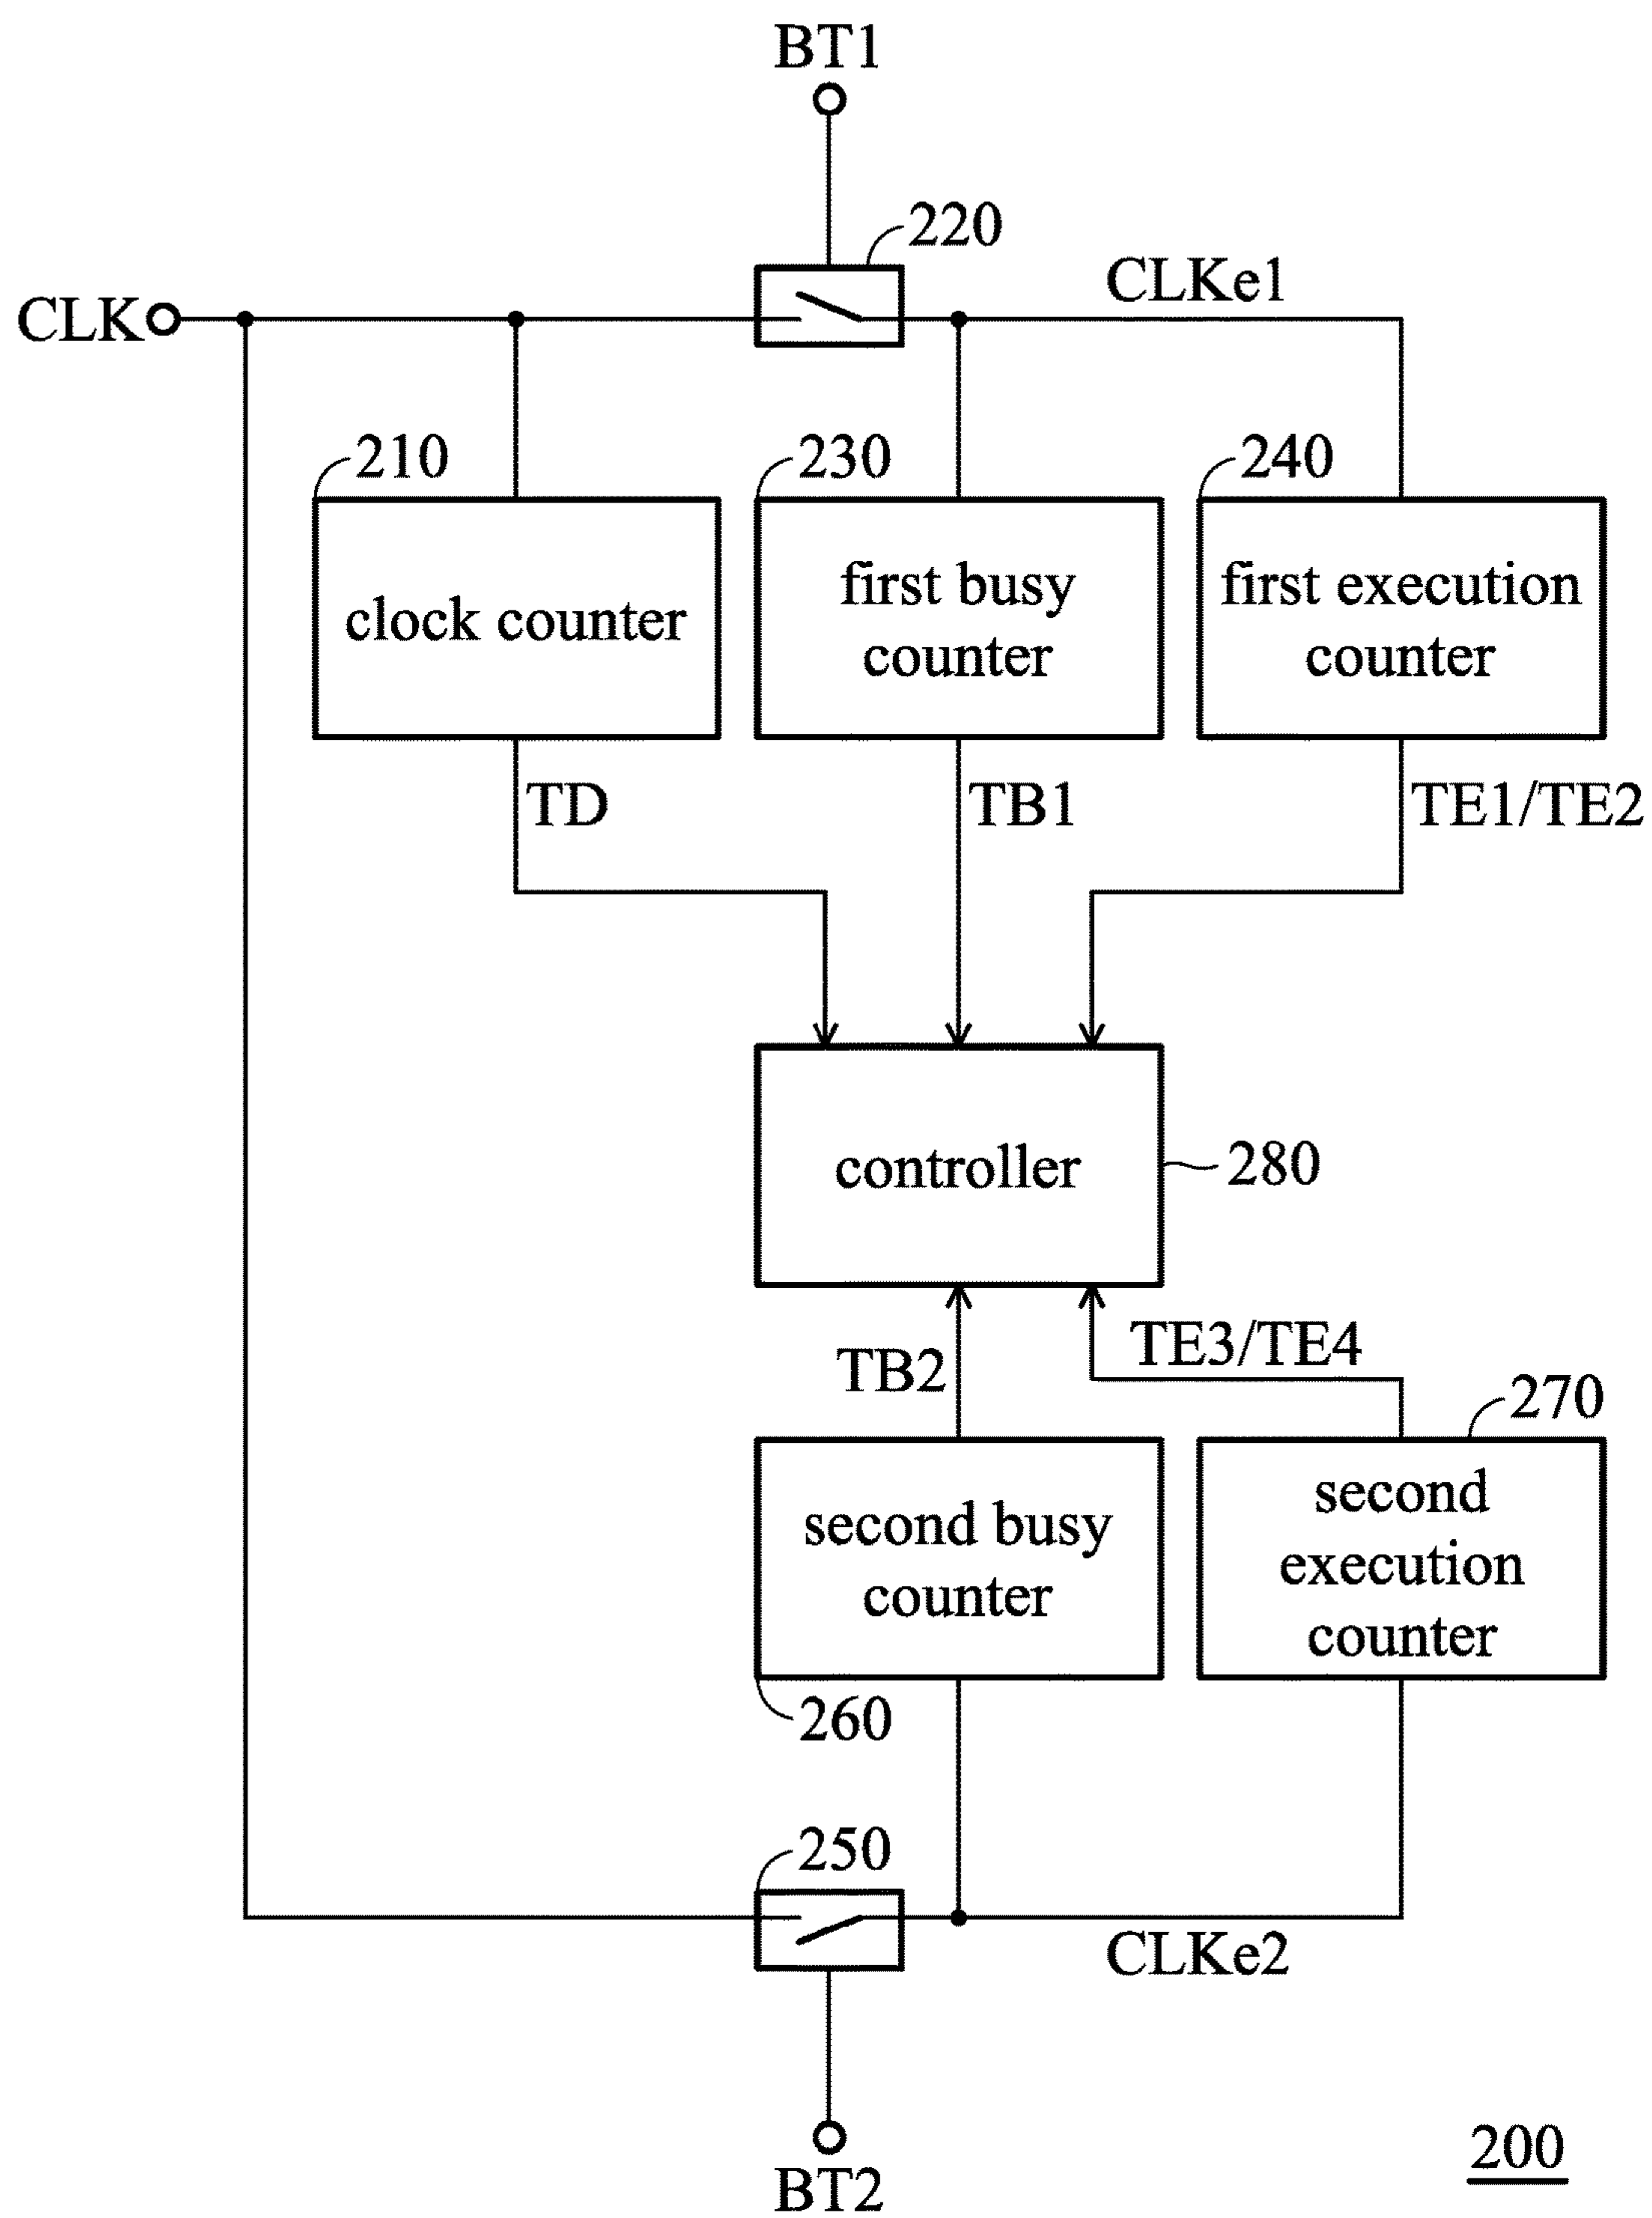 BT1
220
CLK
CLKe1
210
230
240
clock counter
first busy
counter
first execution
counter
TD
TB1
TE1/TE2
controller
280
TB2
TE3/TE4
270
second busy
counter
second
execution
counter
260
250
CLKe2
BT2
200